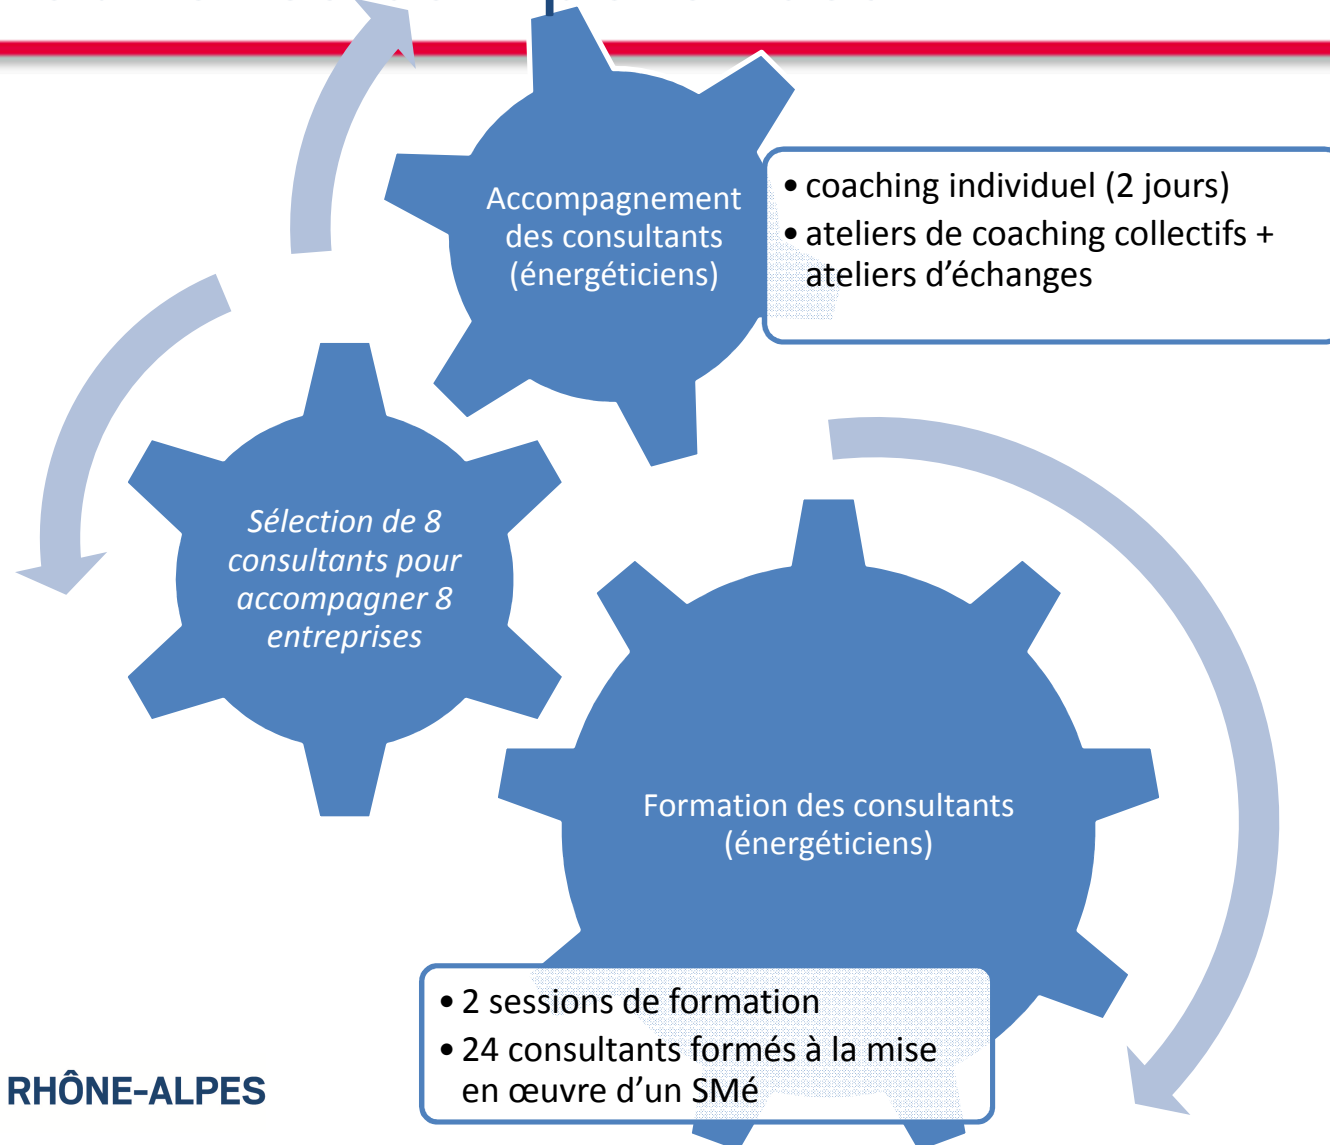 Accompagnement
des consultants
(énergéticiens)
• coaching individuel (2 jours)
• ateliers de coaching collectifs +
ateliers d’échanges
Sélection de 8
consultants pour
accompagner 8
entreprises
Formation des consultants
(énergéticiens)
• 2 sessions de formation
• 24 consultants formés à la mise
en œuvre d’un SMé
RHÔNE-ALPES